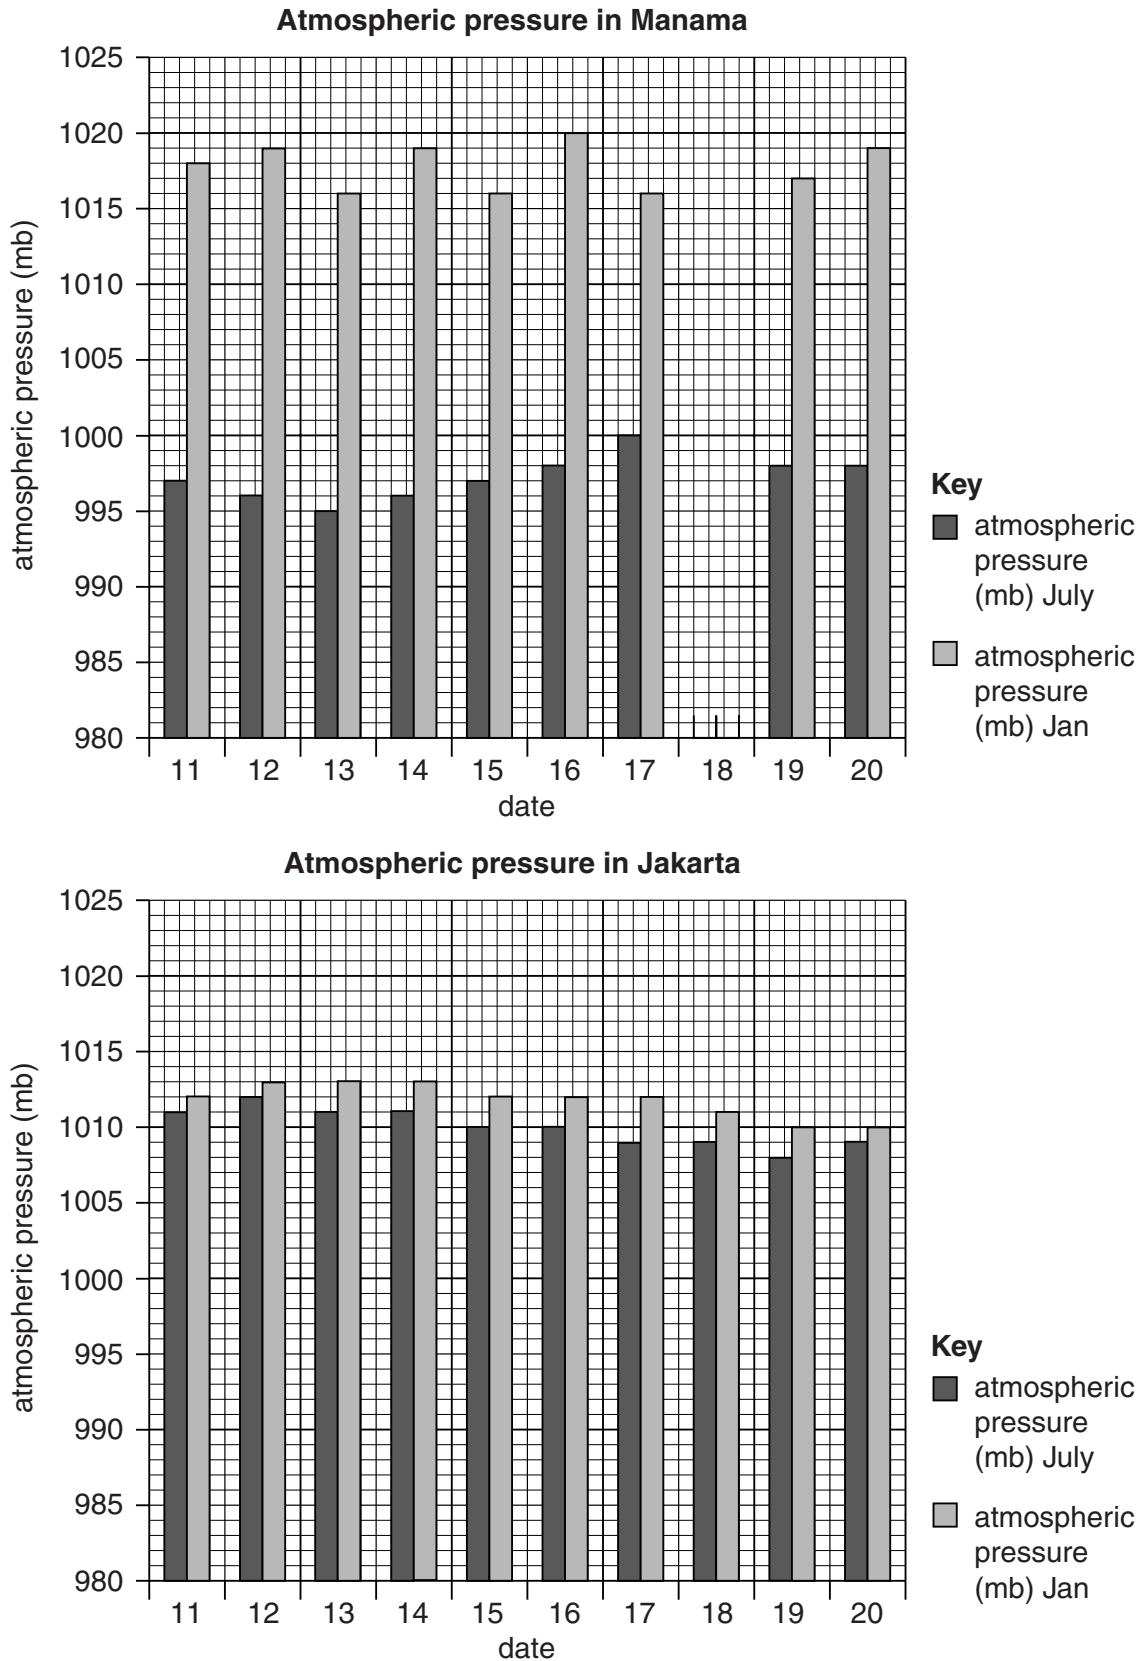 Atmospheric pressure in Manama
1025
1020
1015
1010
1005
1000
995
990
985
980
atmospheric pressure (mb)
11 12 13 14 15 16 17 18 19 20
date
Key
atmospheric
pressure
(mb) July
atmospheric
pressure
(mb) Jan
Atmospheric pressure in Jakarta
1025
1020
1015
1010
1005
1000
995
990
985
980
atmospheric pressure (mb)
11 12 13 14 15 16 17 18 19 20
date
Key
atmospheric
pressure
(mb) July
atmospheric
pressure
(mb) Jan